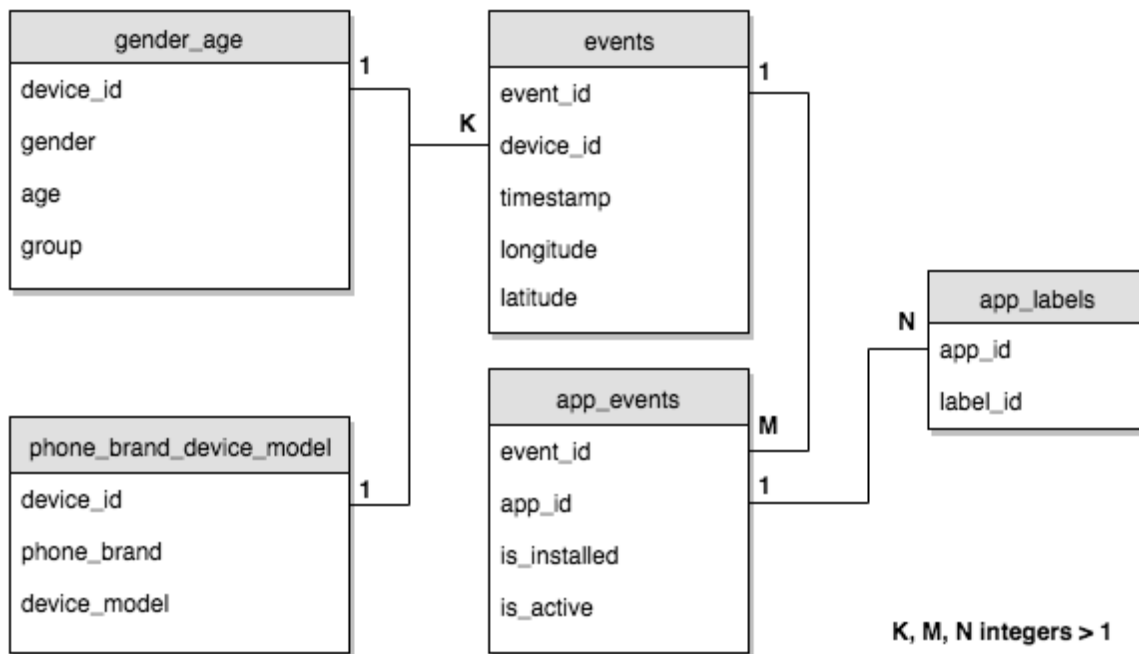 gender_age
device_id
gender
age
group
1
K
events
event_id
device_id
timestamp
longitude
latitude
1
phone_brand_device_model
device_id
phone_brand
device_model
1
app_events
event_id
app_id
is_installed
is_active
M
1
N
app_labels
app_id
label_id
K, M, N integers > 1